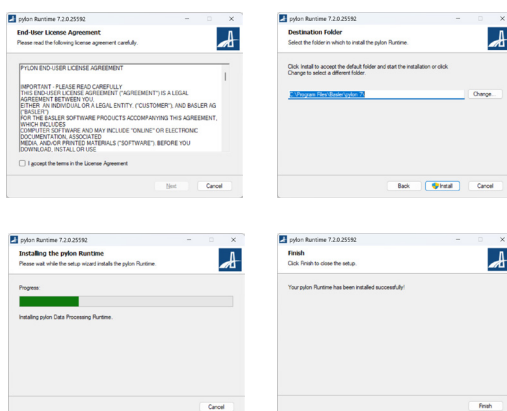 pylon Runtime 7.2.0.25592
End-User License Agreement
Please read the following license agreement carefully.
PYLON END-USER LICENSE AGREEMENT
IMPORTANT - PLEASE READ CAREFULLY
THIS END-USER LICENSE AGREEMENT ("AGREEMENT") IS A LEGAL
AGREEMENT BETWEEN YOU,
EITHER AN INDIVIDUAL OR A LEGAL ENTITY, ("CUSTOMER"), AND BASLER AG
("BASLER")
FOR THE BASLER SOFTWARE PRODUCTS ACCOMPANYING THIS AGREEMENT,
WHICH INCLUDES
COMPUTER SOFTWARE AND MAY INCLUDE "ONLINE" OR ELECTRONIC
DOCUMENTATION, ASSOCIATED
MEDIA, AND/OR PRINTED MATERIALS ("SOFTWARE"). BEFORE YOU
DOWNLOAD, INSTALL OR USE
I accept the terms in the License Agreement
Next Cancel
pylon Runtime 7.2.0.25592
Destination Folder
Select the folder in which to install the pylon Runtime.
Click Install to accept the default folder and start the installation or click
Change to select a different folder.
C:\Program Files\Basler\pylon 7\ Change...
Back Install Cancel
pylon Runtime 7.2.0.25592
Installing the pylon Runtime
Please wait while the setup wizard installs the pylon Runtime.
Progress:
Installing pylon Data Processing Runtime.
Cancel
pylon Runtime 7.2.0.25592
Finish
Click Finish to close the setup.
Your pylon Runtime has been installed successfully!
Finish